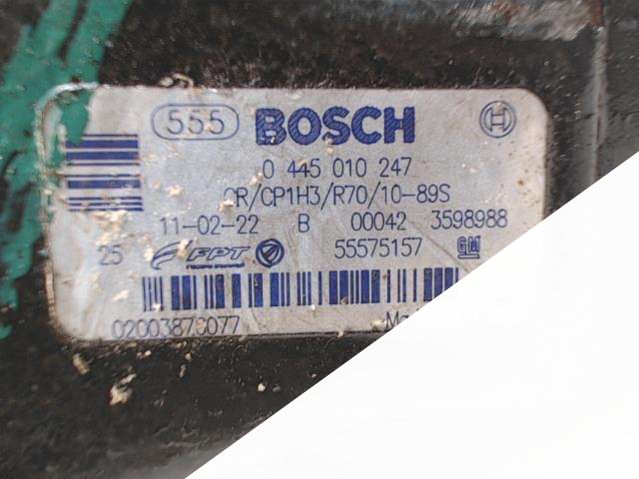 555 BOSCH
0 445 010 247
CR/CP1H3/R70/10-89S
11-02-22 B 00042 3598988
25 FPT 55575157 GM